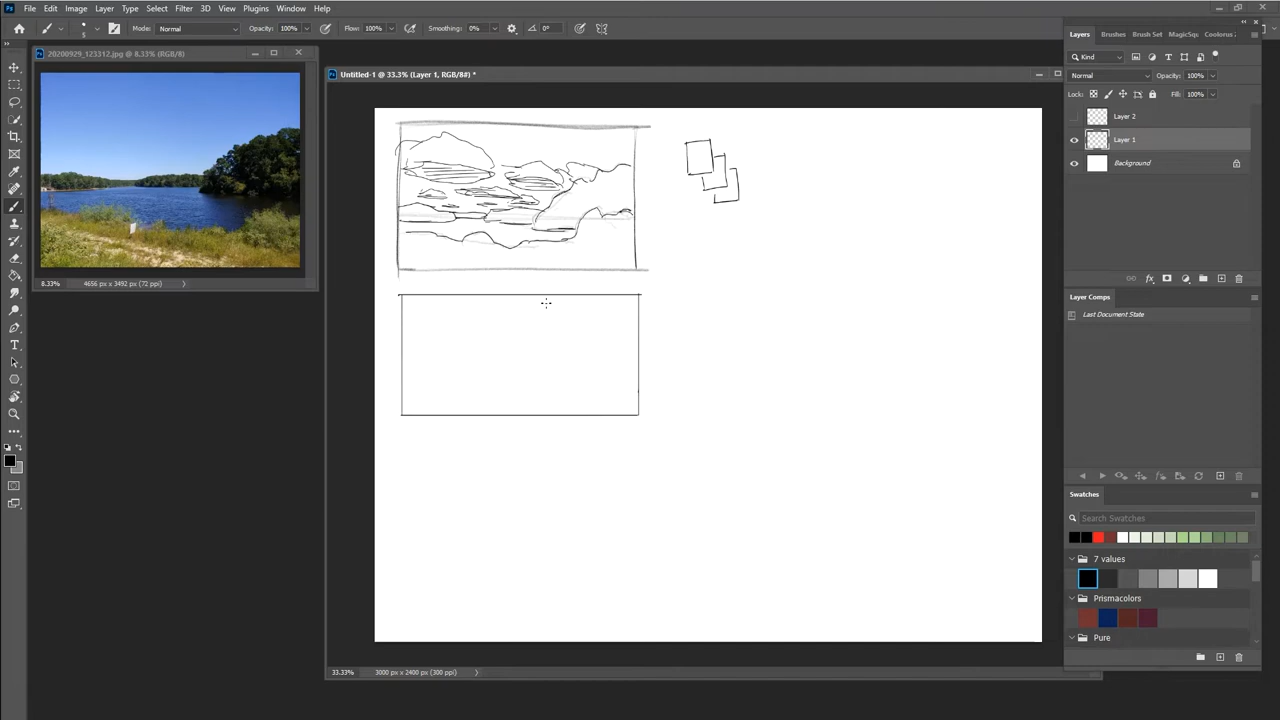 File Edit Image Layer Type Select Filter 3D View Plugins Window Help
Mode: Normal Opacity: 100% Flow: 100% Smoothing: 0% 0°
20200929_123312.jpg @ 8.33% (RGB/8)
8.33% 4656 px x 3492 px (72 ppi)
Untitled-1 @ 33.3% (Layer 1, RGB/8#) *
33.33% 3000 px x 2400 px (300 ppi)
Layers Brushes Brush Set MagicSqu Coolorus
Kind
Normal Opacity: 100%
Lock: Fill: 100%
Layer 2
Layer 1
Background
Layer Comps
Last Document State
Swatches
Search Swatches
7 values
Prismacolors
Pure